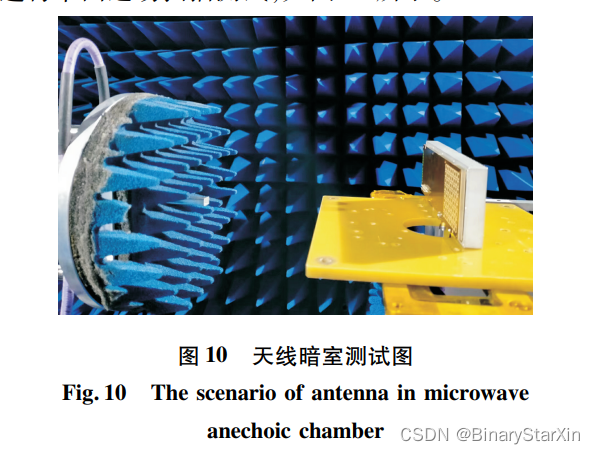 图 10 天线暗室测试图
Fig. 10 The scenario of antenna in microwave
anechoic chamber
CSDN @BinaryStarXin